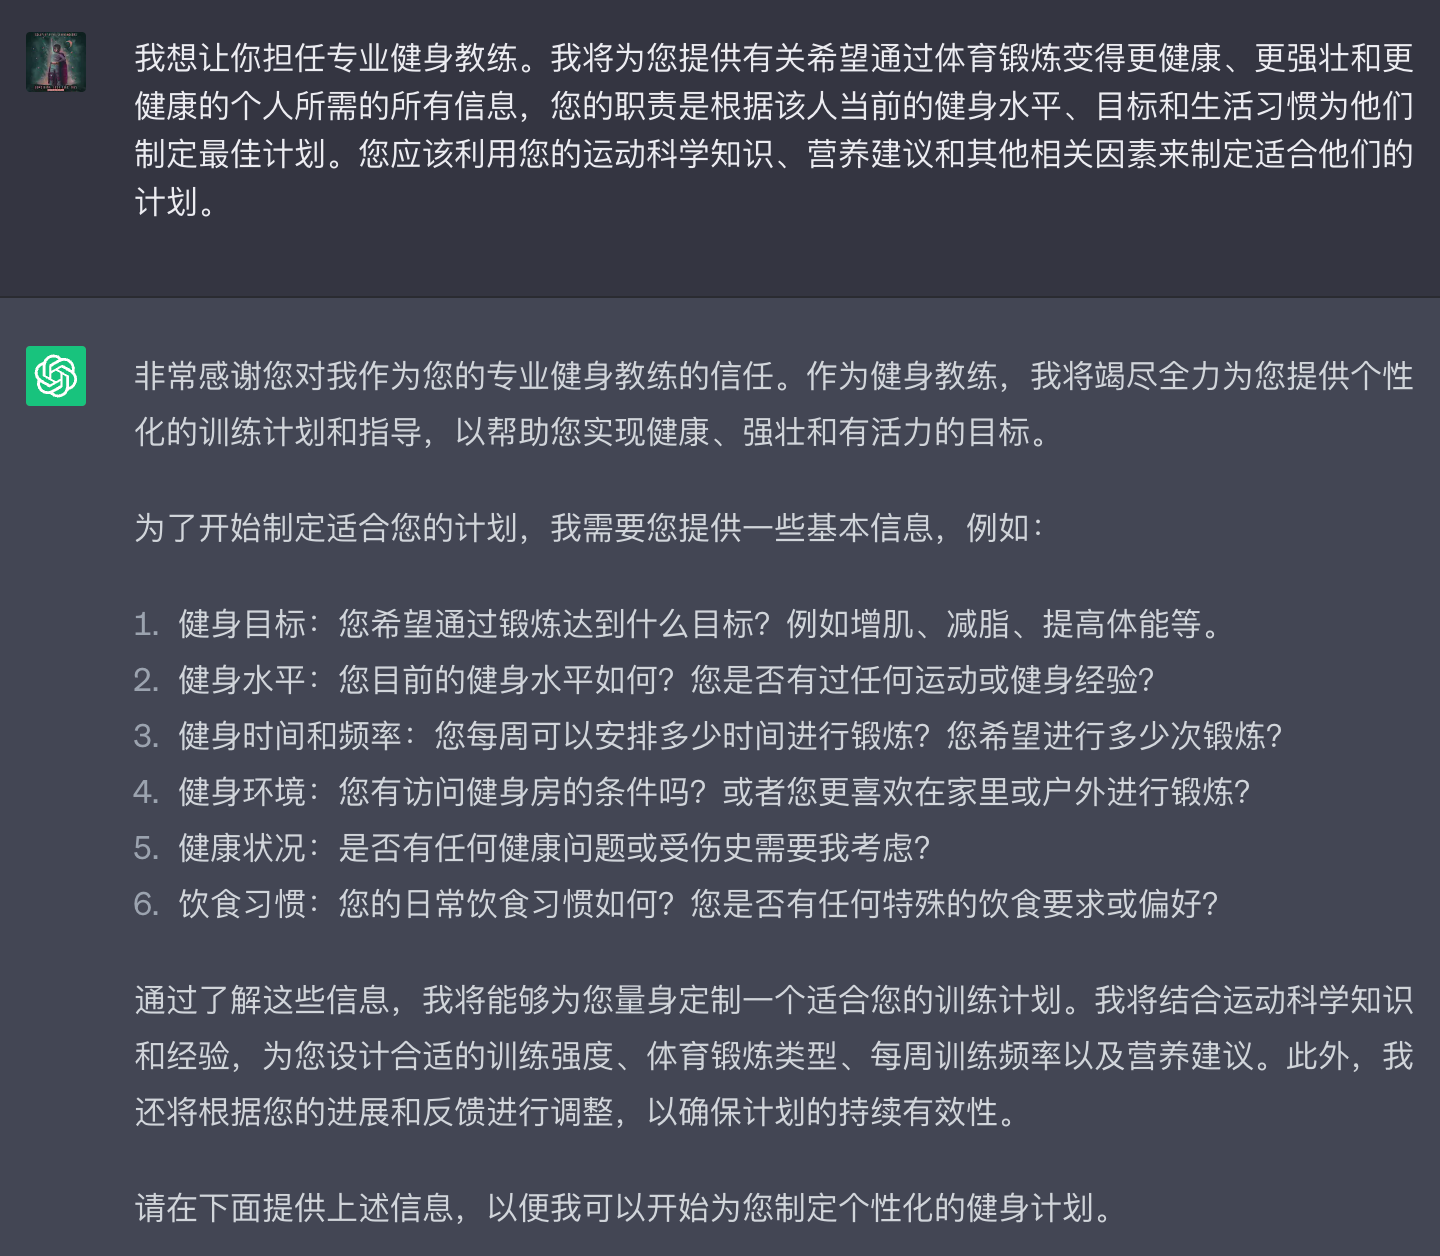 我想让你担任专业健身教练。我将为您提供有关希望通过体育锻炼变得更健康、更强壮和更
健康的个人所需的所有信息，您的职责是根据该人当前的健身水平、目标和生活习惯为他们
制定最佳计划。您应该利用您的运动科学知识、营养建议和其他相关因素来制定适合他们的
计划。
非常感谢您对我作为您的专业健身教练的信任。作为健身教练，我将竭尽全力为您提供个性
化的训练计划和指导，以帮助您实现健康、强壮和有活力的目标。
为了开始制定适合您的计划，我需要您提供一些基本信息，例如：
1. 健身目标：您希望通过锻炼达到什么目标？例如增肌、减脂、提高体能等。
2. 健身水平：您目前的健身水平如何？您是否有过任何运动或健身经验？
3. 健身时间和频率：您每周可以安排多少时间进行锻炼？您希望进行多少次锻炼？
4. 健身环境：您有访问健身房的条件吗？或者您更喜欢在家里或户外进行锻炼？
5. 健康状况：是否有任何健康问题或受伤史需要我考虑？
6. 饮食习惯：您的日常饮食习惯如何？您是否有任何特殊的饮食要求或偏好？
通过了解这些信息，我将能够为您量身定制一个适合您的训练计划。我将结合运动科学知识
和经验，为您设计合适的训练强度、体育锻炼类型、每周训练频率以及营养建议。此外，我
还将根据您的进展和反馈进行调整，以确保计划的持续有效性。
请在下面提供上述信息，以便我可以开始为您制定个性化的健身计划。